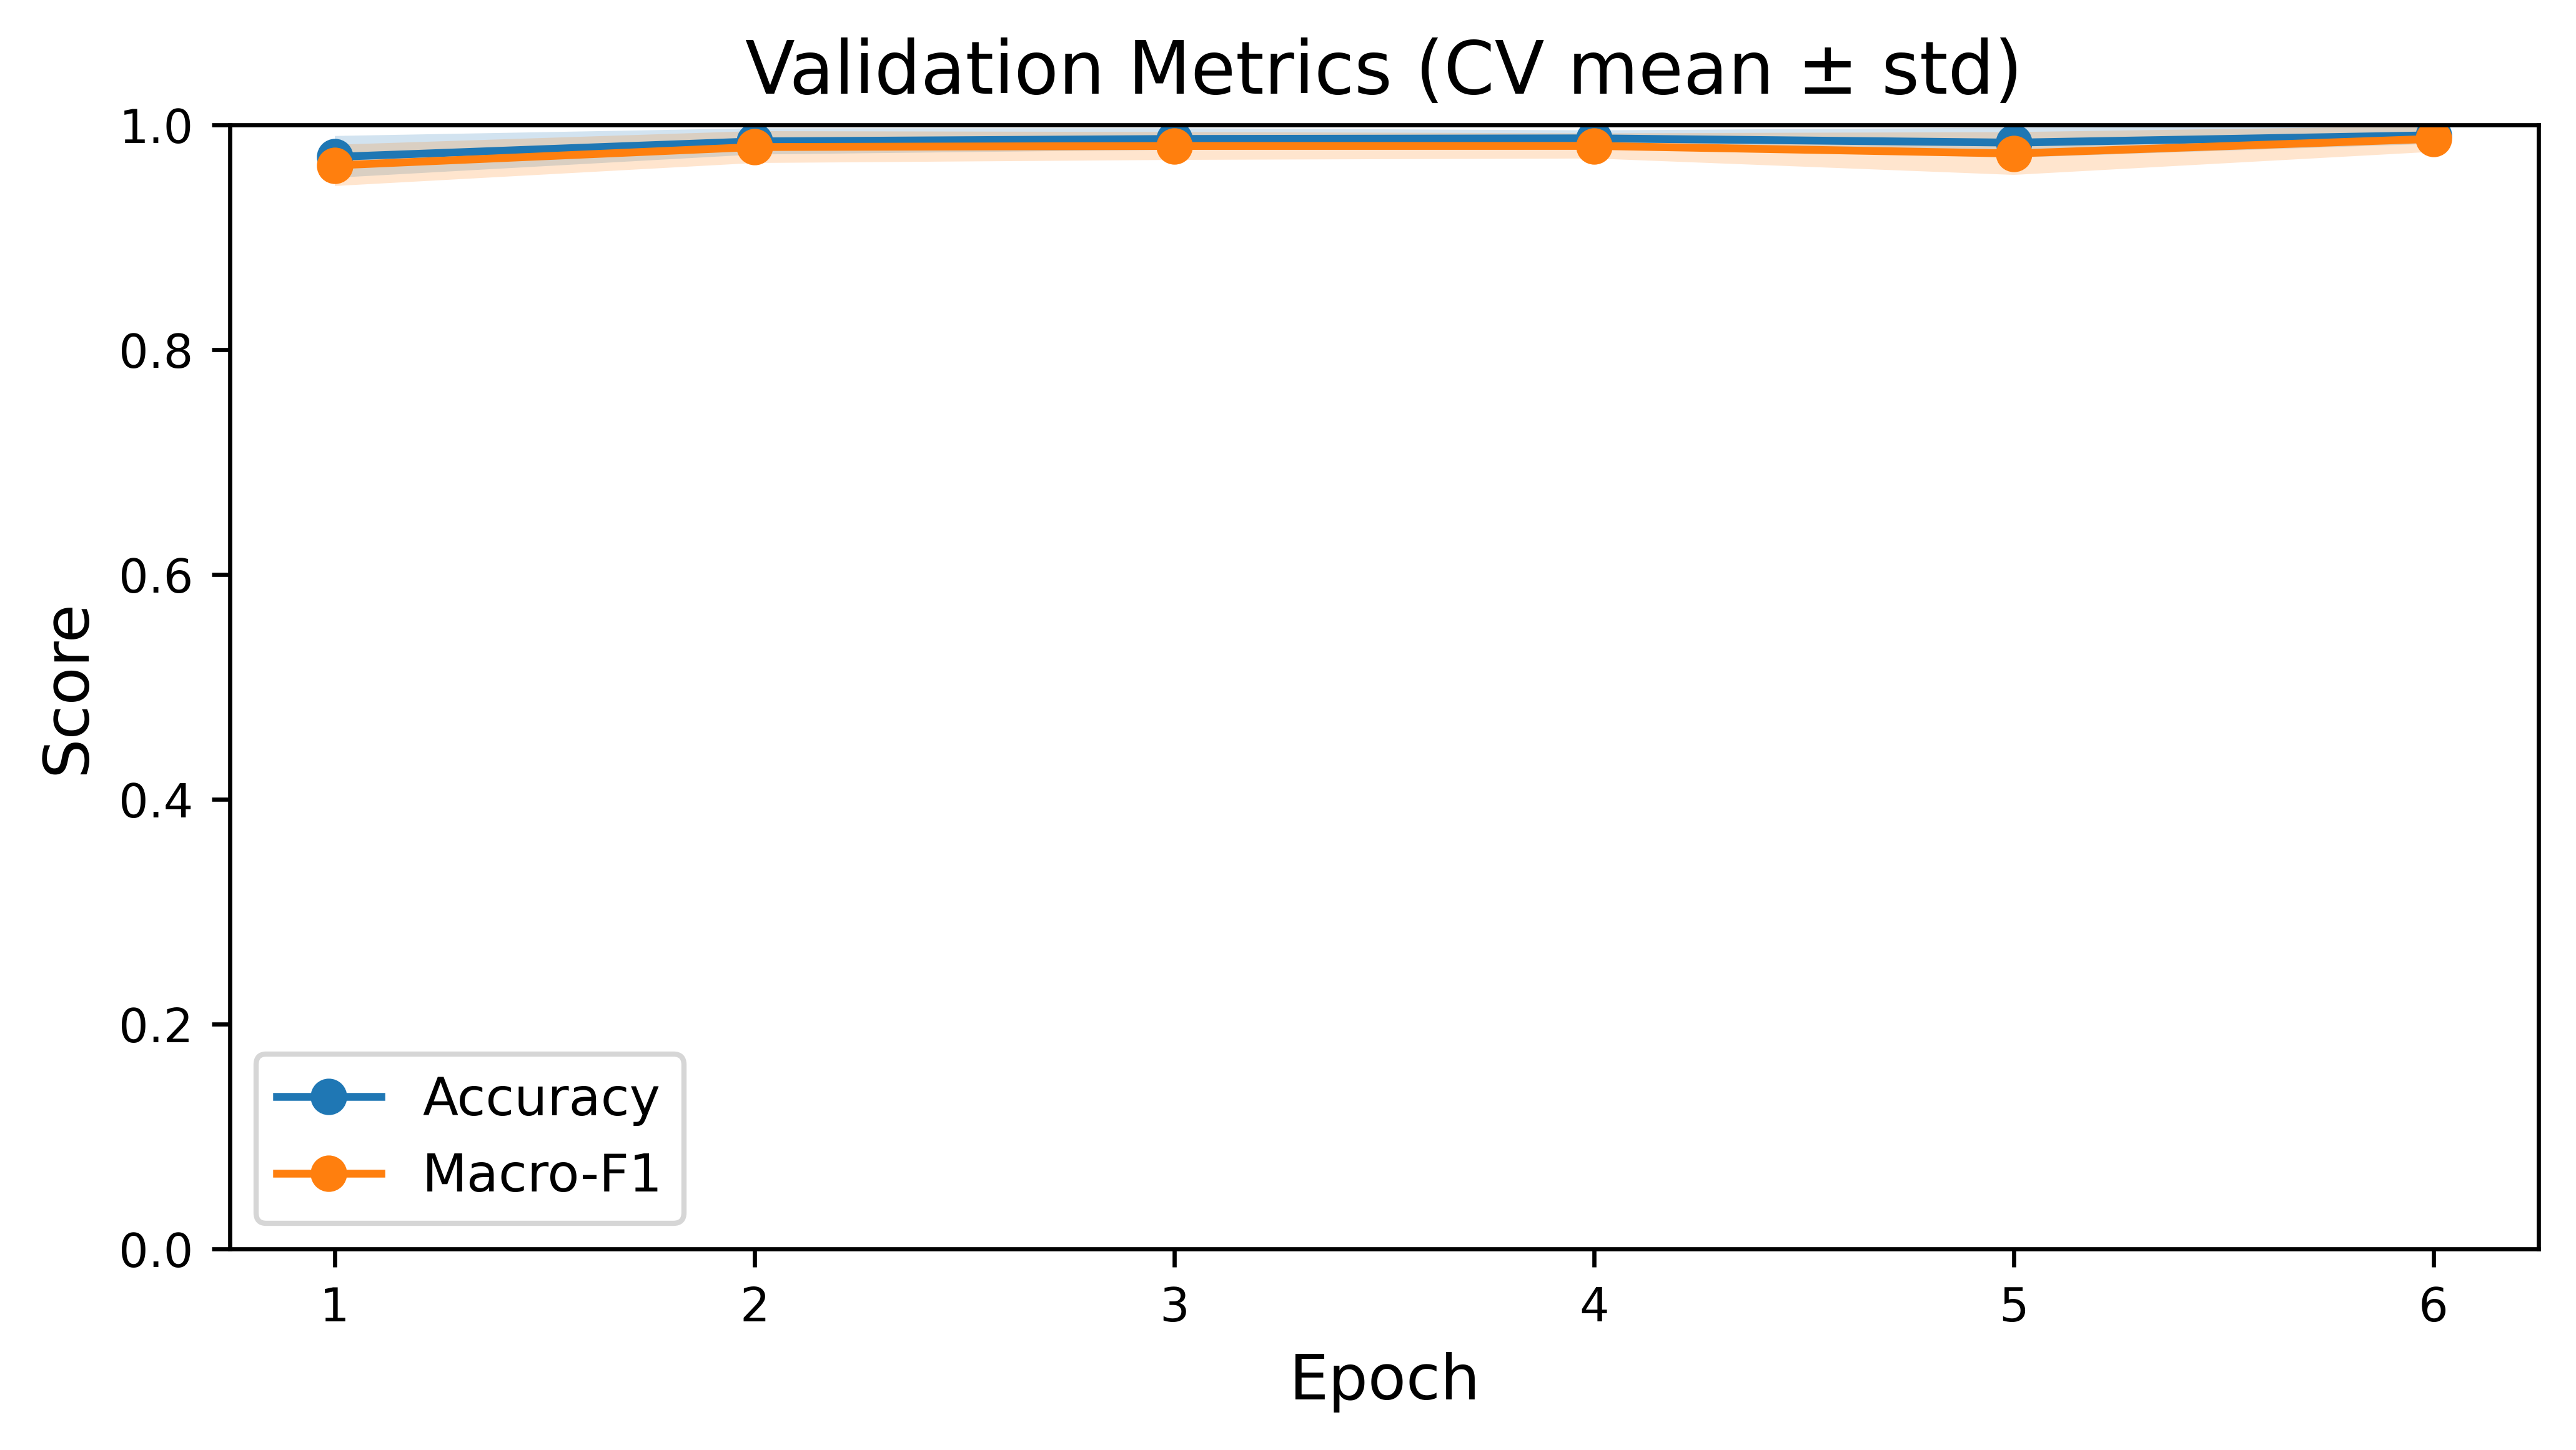 Validation Metrics (CV mean ± std)
1.0
0.8
0.6
0.4
0.2
0.0
Score
Accuracy
Macro-F1
1 2 3 4 5 6
Epoch